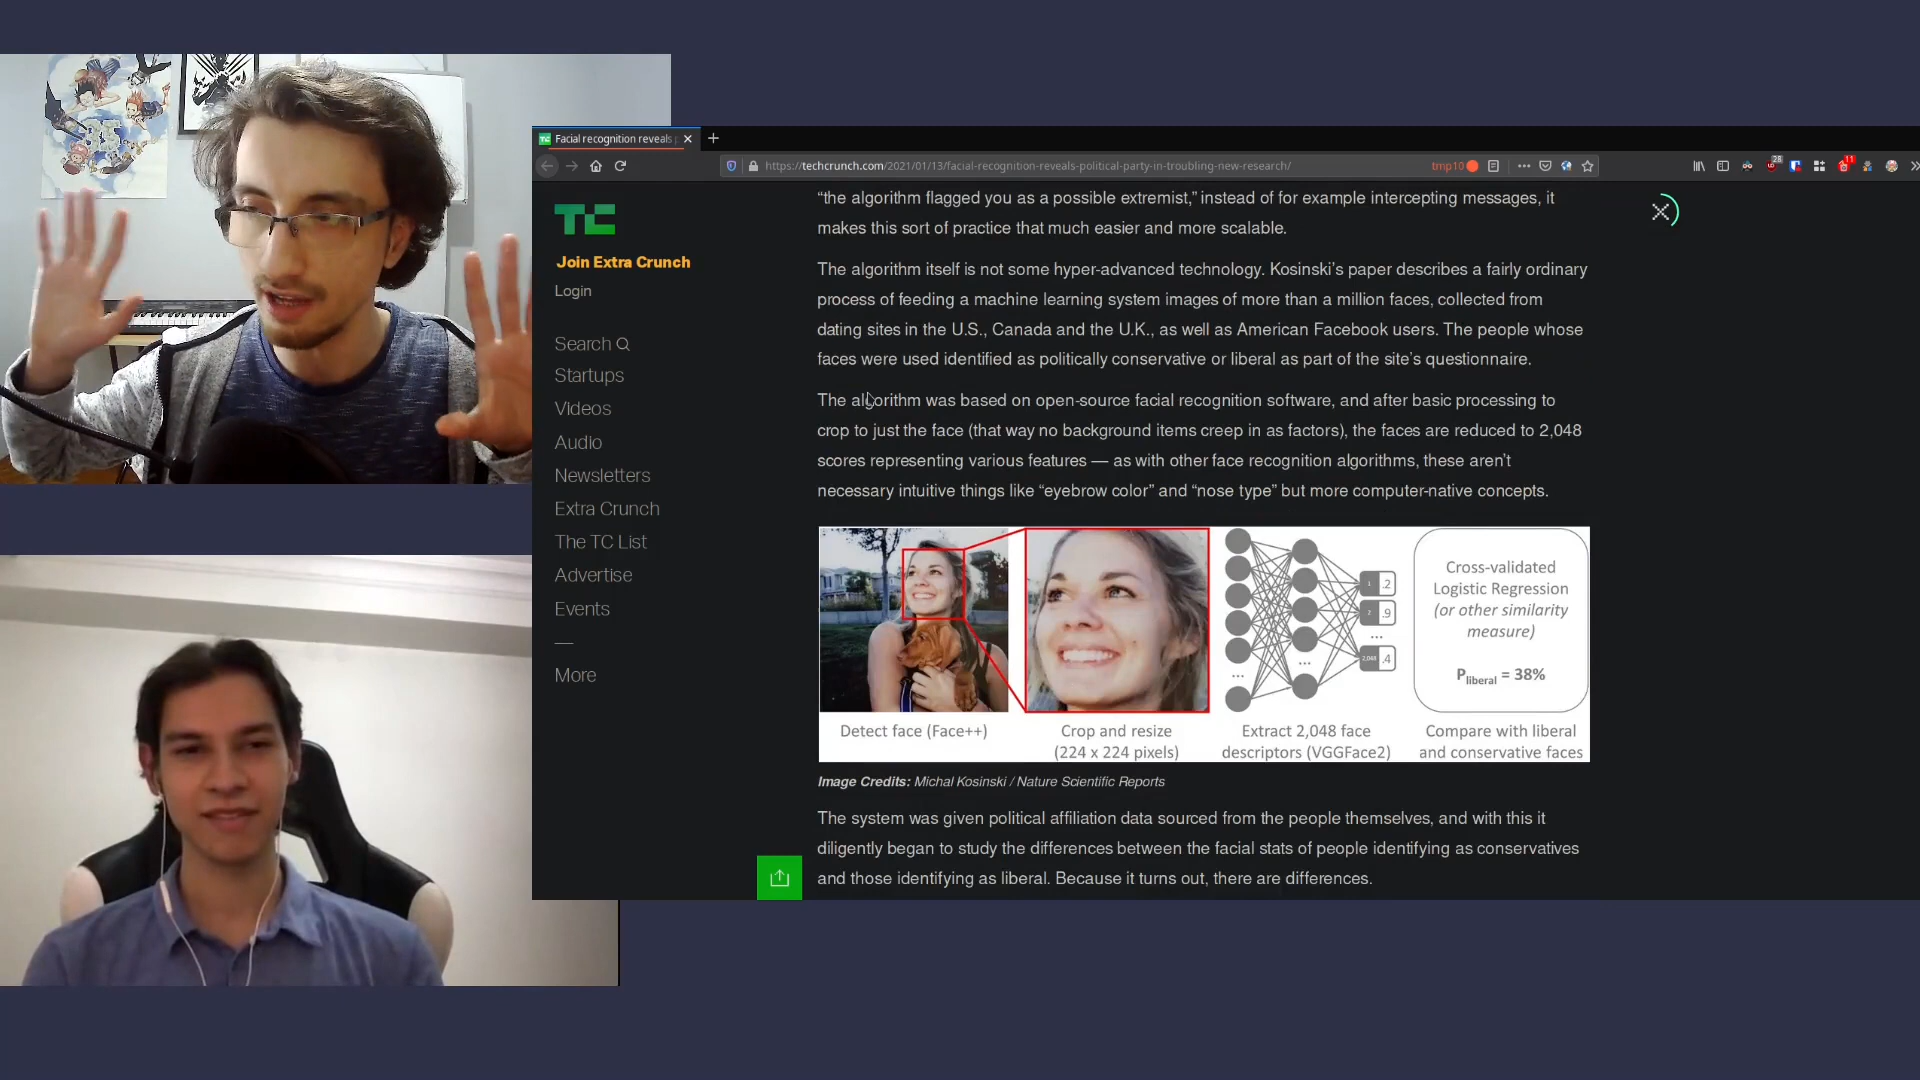 Facial recognition reveals
https://techcrunch.com/2021/01/13/facial-recognition-reveals-political-party-in-troubling-new-research/
tmp10
28
11
TC
Join Extra Crunch
Login
Search
Startups
Videos
Audio
Newsletters
Extra Crunch
The TC List
Advertise
Events
—
More
“the algorithm flagged you as a possible extremist,” instead of for example intercepting messages, it
makes this sort of practice that much easier and more scalable.
The algorithm itself is not some hyper-advanced technology. Kosinski’s paper describes a fairly ordinary
process of feeding a machine learning system images of more than a million faces, collected from
dating sites in the U.S., Canada and the U.K., as well as American Facebook users. The people whose
faces were used identified as politically conservative or liberal as part of the site’s questionnaire.
The algorithm was based on open-source facial recognition software, and after basic processing to
crop to just the face (that way no background items creep in as factors), the faces are reduced to 2,048
scores representing various features — as with other face recognition algorithms, these aren’t
necessary intuitive things like “eyebrow color” and “nose type” but more computer-native concepts.
1 .2
2 .9
...
2,048 .4
...
...
Cross-validated
Logistic Regression
(or other similarity
measure)
Pliberal = 38%
Detect face (Face++)
Crop and resize
(224 x 224 pixels)
Extract 2,048 face
descriptors (VGGFace2)
Compare with liberal
and conservative faces
Image Credits: Michal Kosinski / Nature Scientific Reports
The system was given political affiliation data sourced from the people themselves, and with this it
diligently began to study the differences between the facial stats of people identifying as conservatives
and those identifying as liberal. Because it turns out, there are differences.